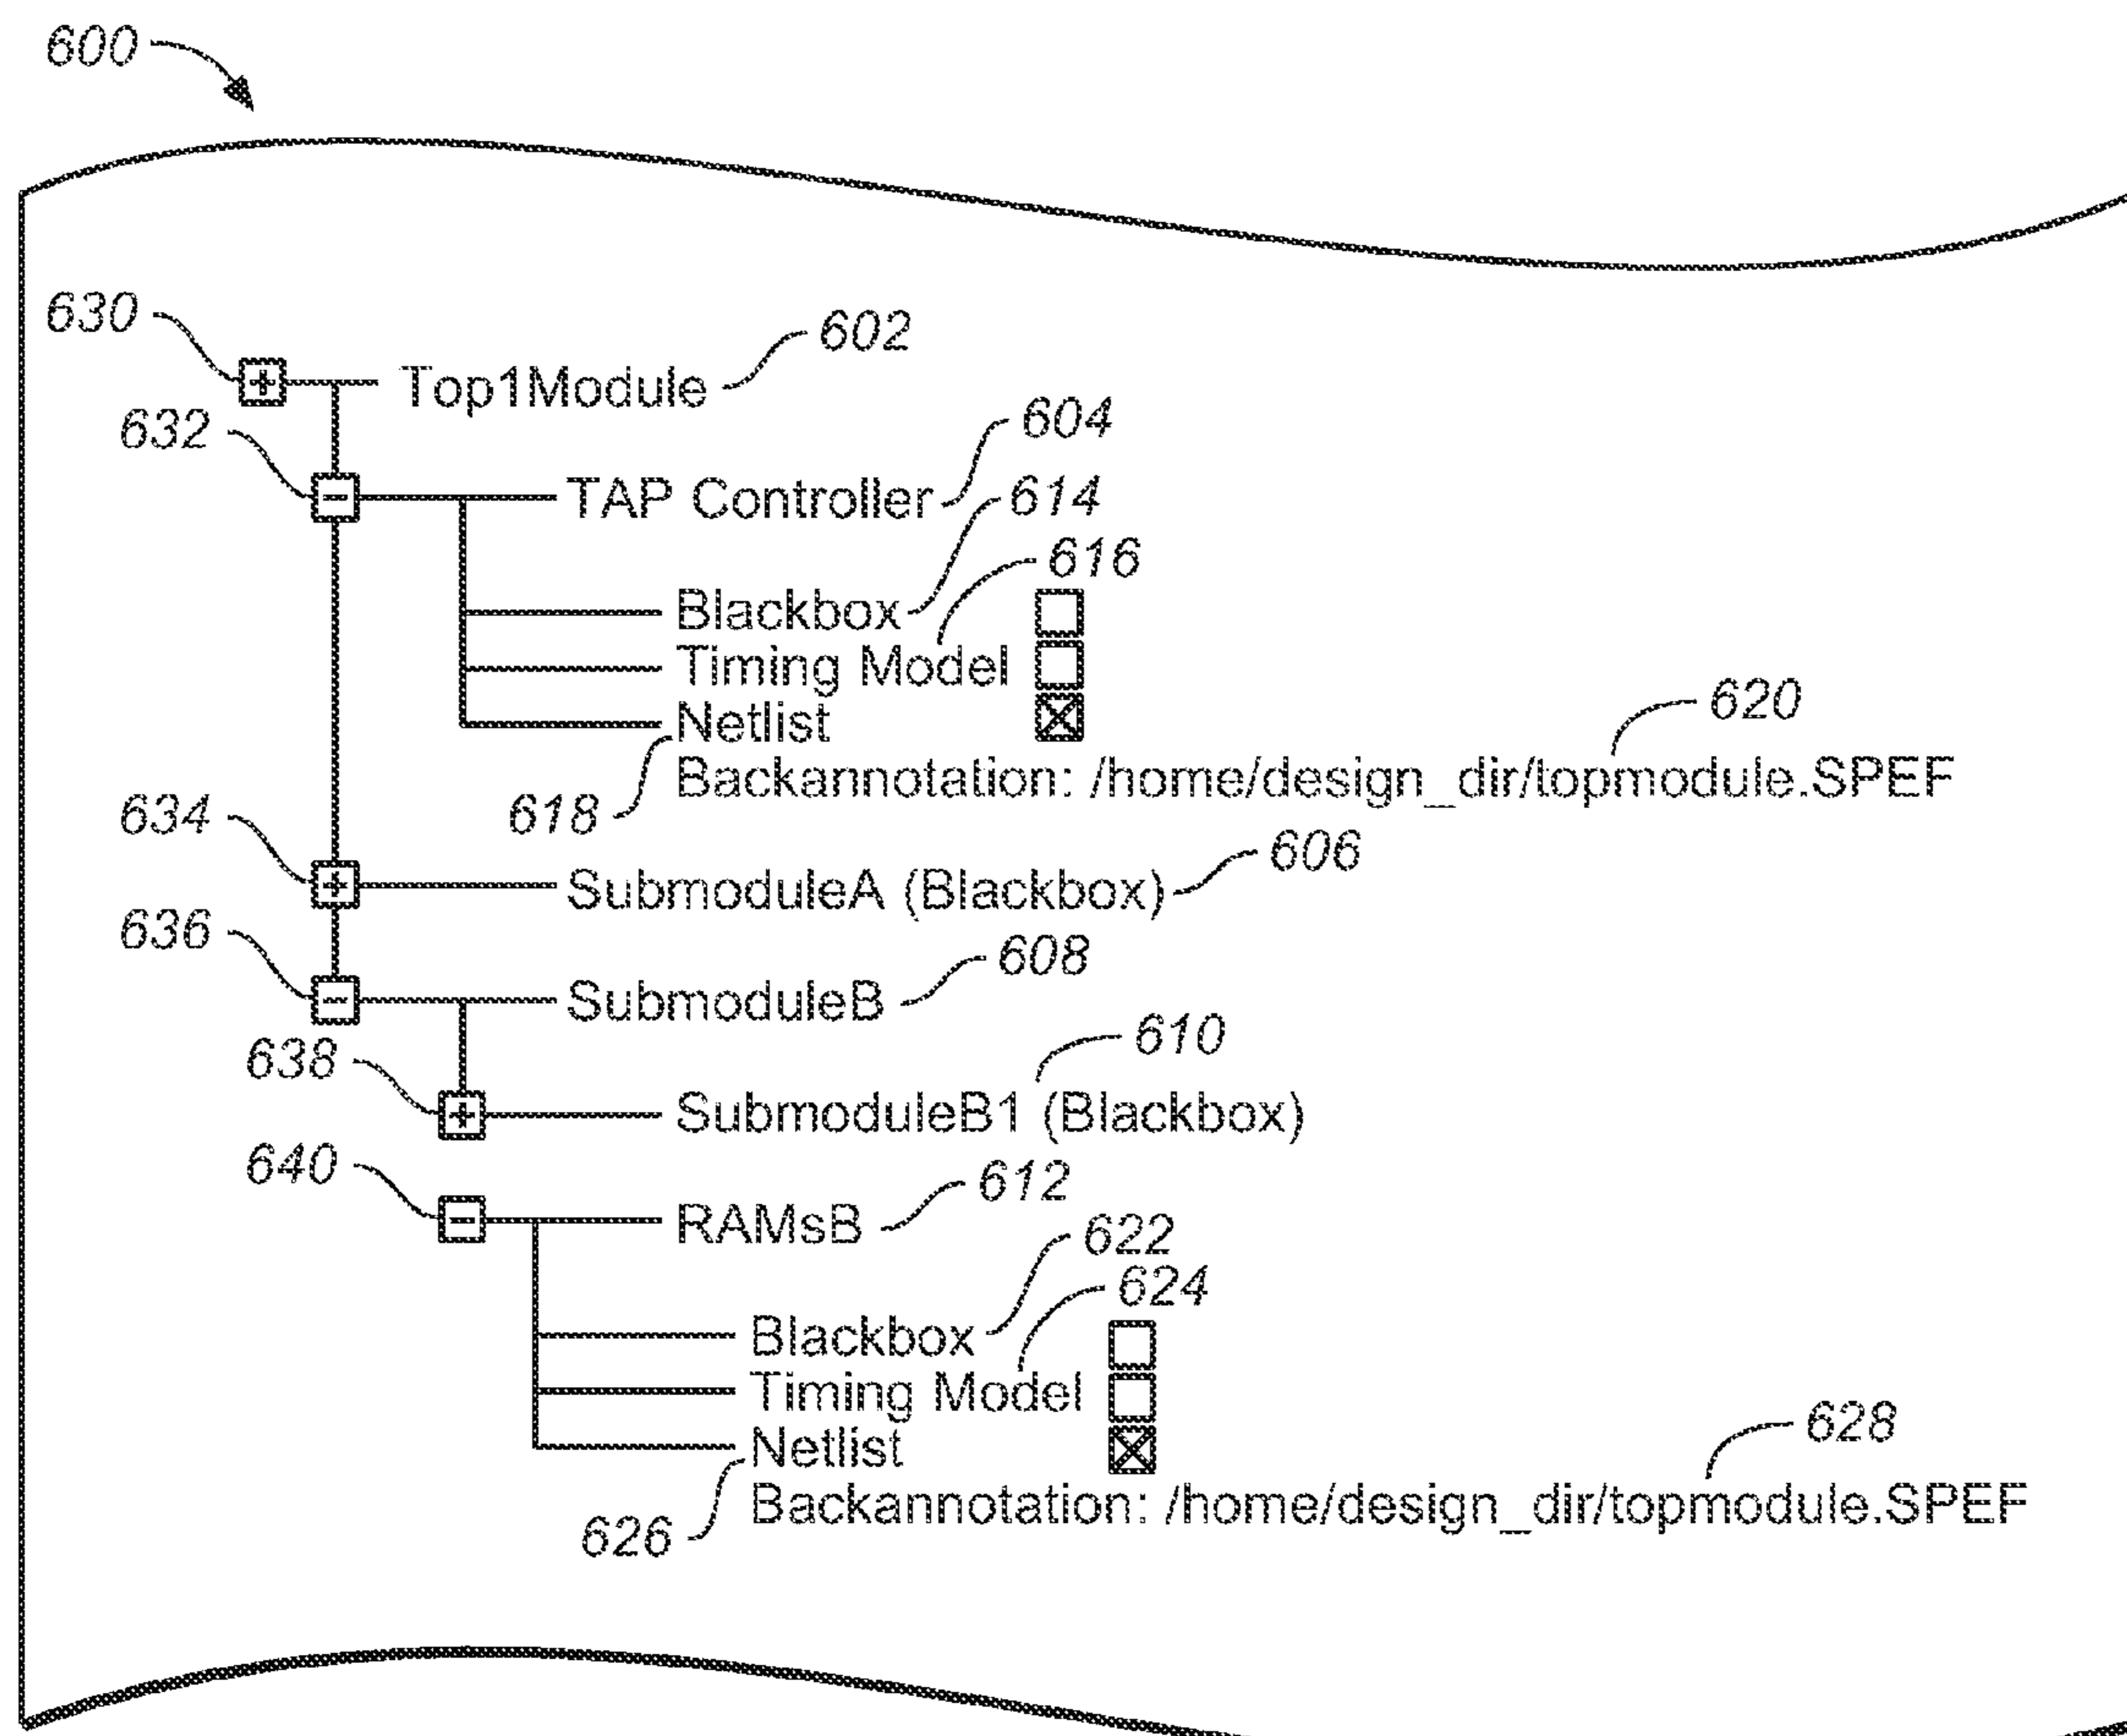 600
630
602
Top1Module
632
604
TAP Controller
614
616
Blackbox
Timing Model
Netlist
620
Backannotation: /home/design_dir/topmodule.SPEF
618
634
606
SubmoduleA (Blackbox)
636
608
SubmoduleB
638
610
SubmoduleB1 (Blackbox)
640
612
RAMsB
622
624
Blackbox
Timing Model
Netlist
628
Backannotation: /home/design_dir/topmodule.SPEF
626